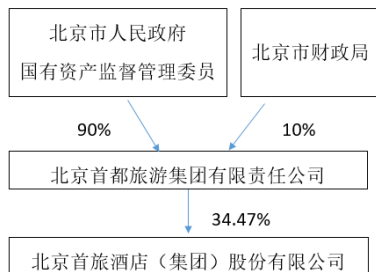 北京市人民政府
国有资产监督管理委员
北京市财政局
90%
10%
北京首都旅游集团有限责任公司
34.47%
北京首旅酒店（集团）股份有限公司